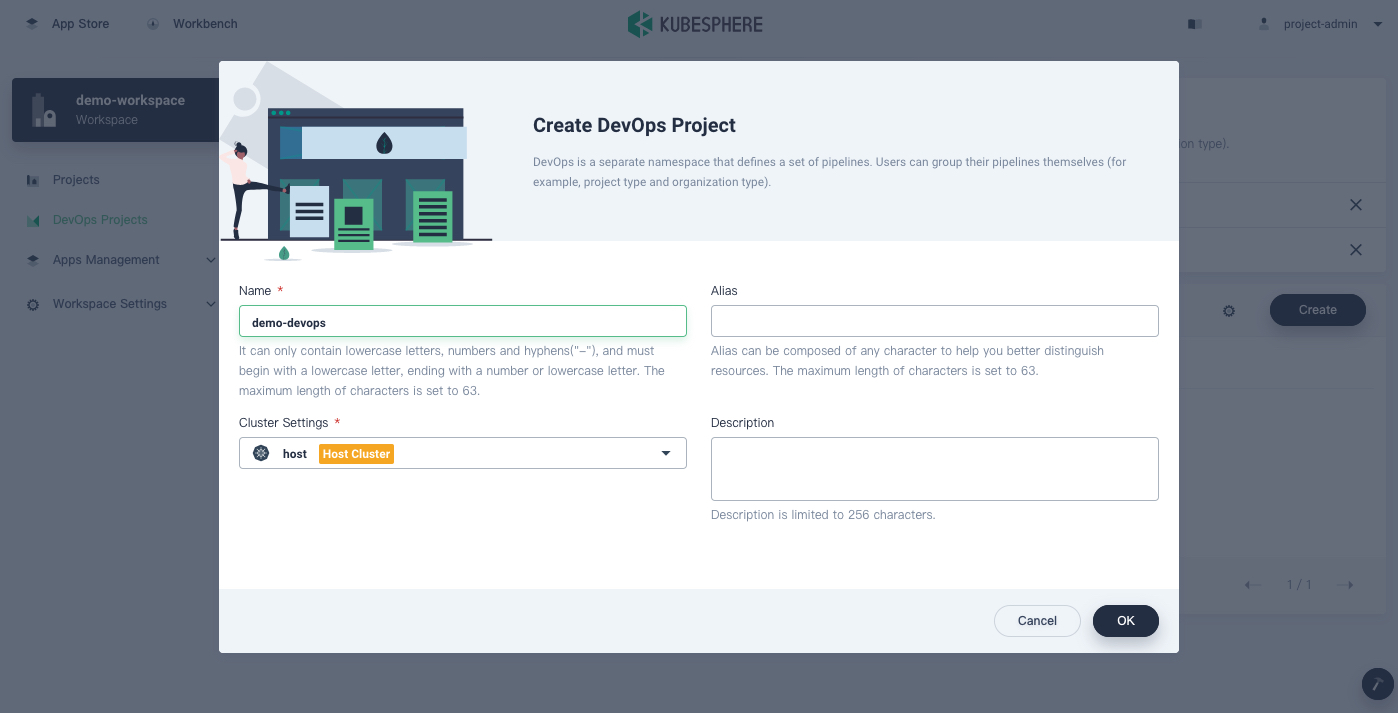 App Store
Workbench
KUBESPHERE
project-admin
demo-workspace
Workspace
Projects
DevOps Projects
Apps Management
Workspace Settings
Create DevOps Project
DevOps is a separate namespace that defines a set of pipelines. Users can group their pipelines themselves (for
example, project type and organization type).
on type).
Create
Name *
demo-devops
It can only contain lowercase letters, numbers and hyphens("-"), and must
begin with a lowercase letter, ending with a number or lowercase letter. The
maximum length of characters is set to 63.
Alias
Alias can be composed of any character to help you better distinguish
resources. The maximum length of characters is set to 63.
Cluster Settings *
host Host Cluster
Description
Description is limited to 256 characters.
1 / 1
Cancel
OK